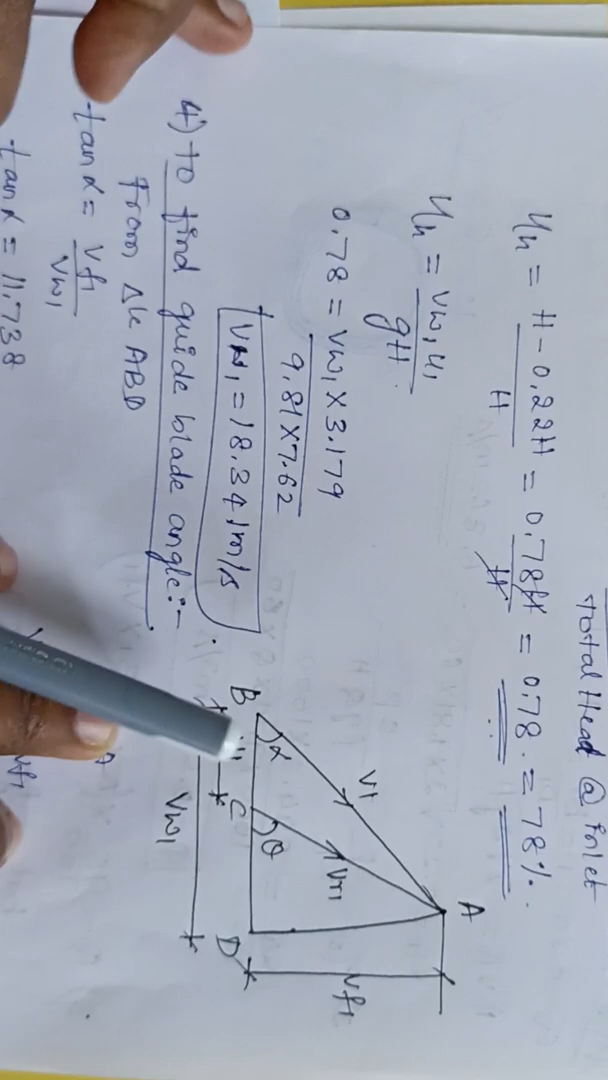 Total Head @ inlet
ηh = H - 0.22H / H = 0.78H / H = 0.78. = 78%.
ηh = Vw1 u1 / gH.
0.78 = Vw1 × 3.179 / 9.81 × 7.62
Vw1 = 18.341 m/s
4) to find guide blade angle:-
From Δle ABD
tan α = Vf1 / Vw1
tan α = 11.738
A
V1
Vr1
Vf1
B
α
C
θ
D
Vw1